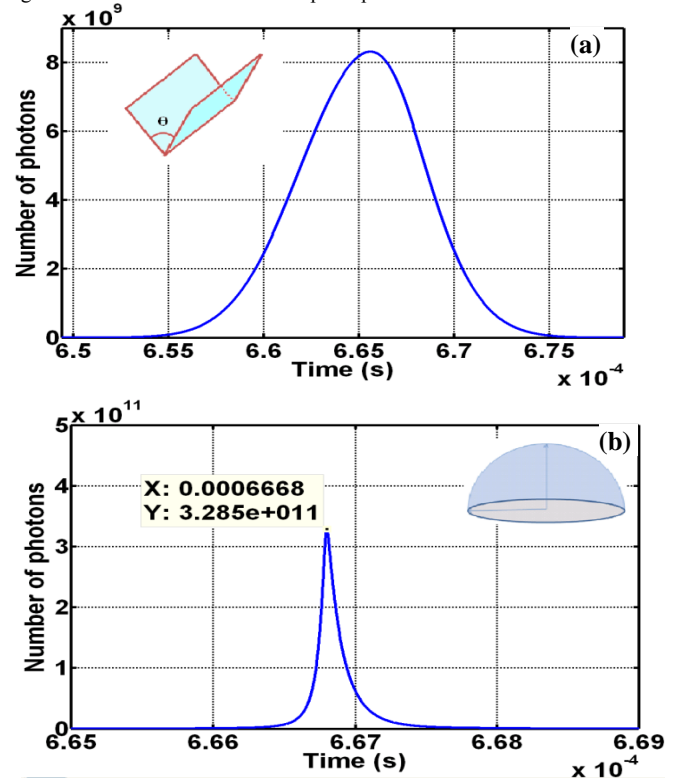 x 10^9
(a)
8
6
4
2
0
Number of photons
Θ
6.5 6.55 6.6 6.65 6.7 6.75
Time (s)
x 10^-4
x 10^11
(b)
5
4
3
2
1
0
Number of photons
X: 0.0006668
Y: 3.285e+011
6.65 6.66 6.67 6.68 6.69
Time (s)
x 10^-4